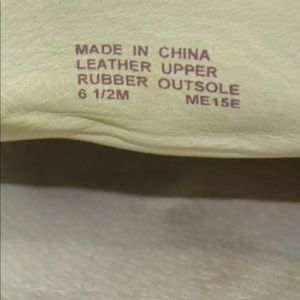 MADE IN CHINA
LEATHER UPPER
RUBBER OUTSOLE
6 1/2M ME15E